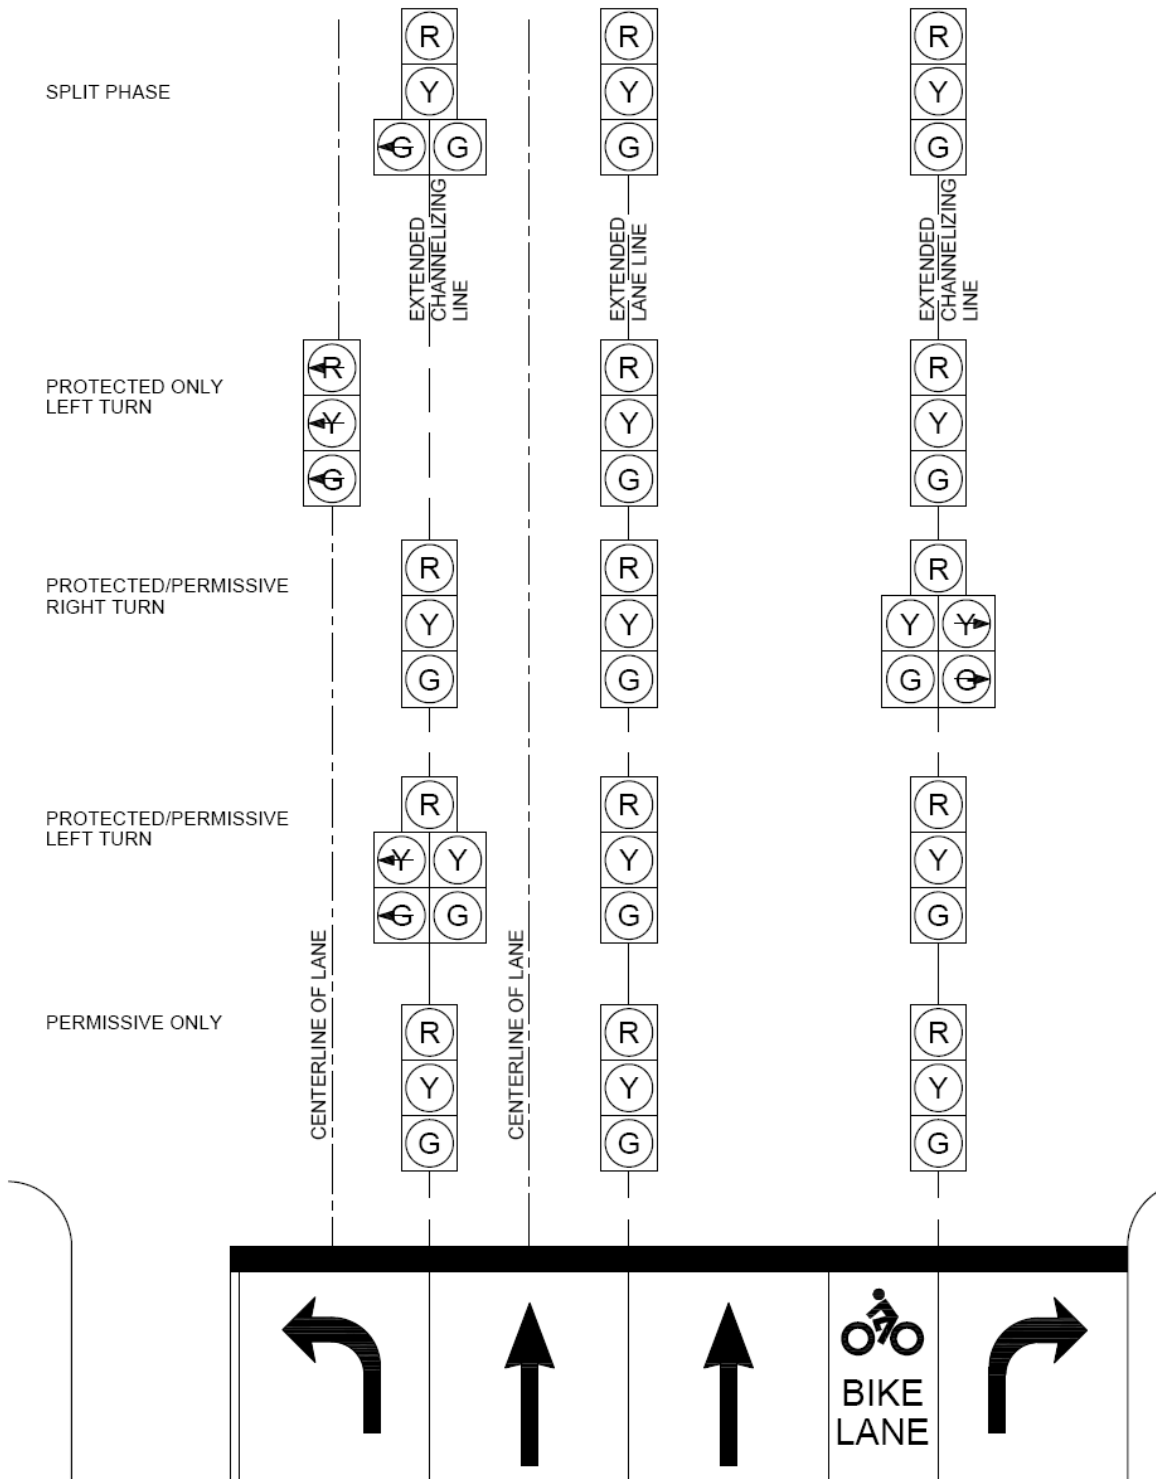 R R R
SPLIT PHASE
Y Y Y
G G G G
EXTENDED
CHANNELIZING
LINE
EXTENDED
LANE LINE
EXTENDED
CHANNELIZING
LINE
PROTECTED ONLY
LEFT TURN
R R R
Y Y Y
G G G
PROTECTED/PERMISSIVE
RIGHT TURN
R R R
Y Y Y Y
G G G G
PROTECTED/PERMISSIVE
LEFT TURN
R R R
Y Y Y Y
G G G G
CENTERLINE OF LANE
CENTERLINE OF LANE
PERMISSIVE ONLY
R R R
Y Y Y
G G G
BIKE
LANE